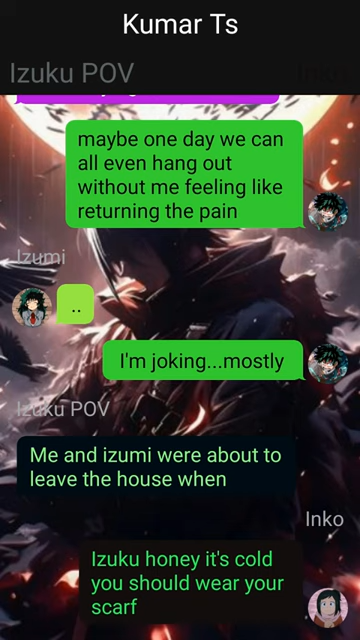 Kumar Ts
Izuku POV
Inko
maybe one day we can
all even hang out
without me feeling like
returning the pain
Izumi
..
I'm joking...mostly
Izuku POV
Me and izumi were about to
leave the house when
Inko
Izuku honey it's cold
you should wear your
scarf